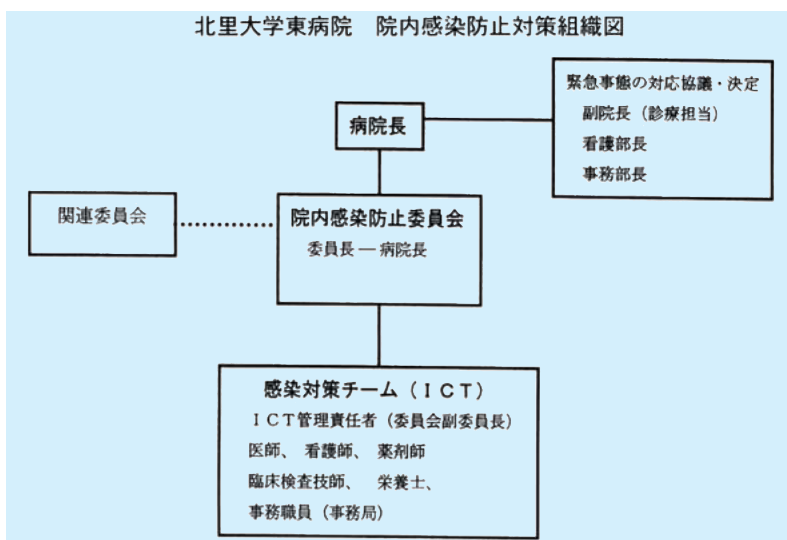 北里大学東病院　院内感染防止対策組織図
緊急事態の対応協議・決定
副院長（診療担当）
看護部長
事務部長
病院長
関連委員会
院内感染防止委員会
委員長 ― 病院長
感染対策チーム（ＩＣＴ）
ＩＣＴ管理責任者（委員会副委員長）
医師、 看護師、 薬剤師
臨床検査技師、　栄養士、
事務職員（事務局）